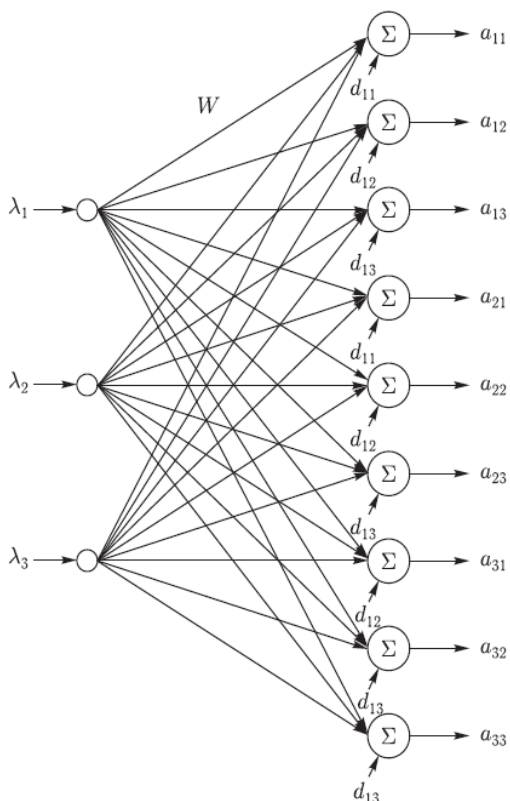 Σ a₁₁
d₁₁
W
Σ a₁₂
d₁₂
λ₁ Σ a₁₃
d₁₃
Σ a₂₁
d₁₁
λ₂ Σ a₂₂
d₁₂
Σ a₂₃
d₁₃
λ₃ Σ a₃₁
d₁₂
Σ a₃₂
d₁₃
Σ a₃₃
d₁₃